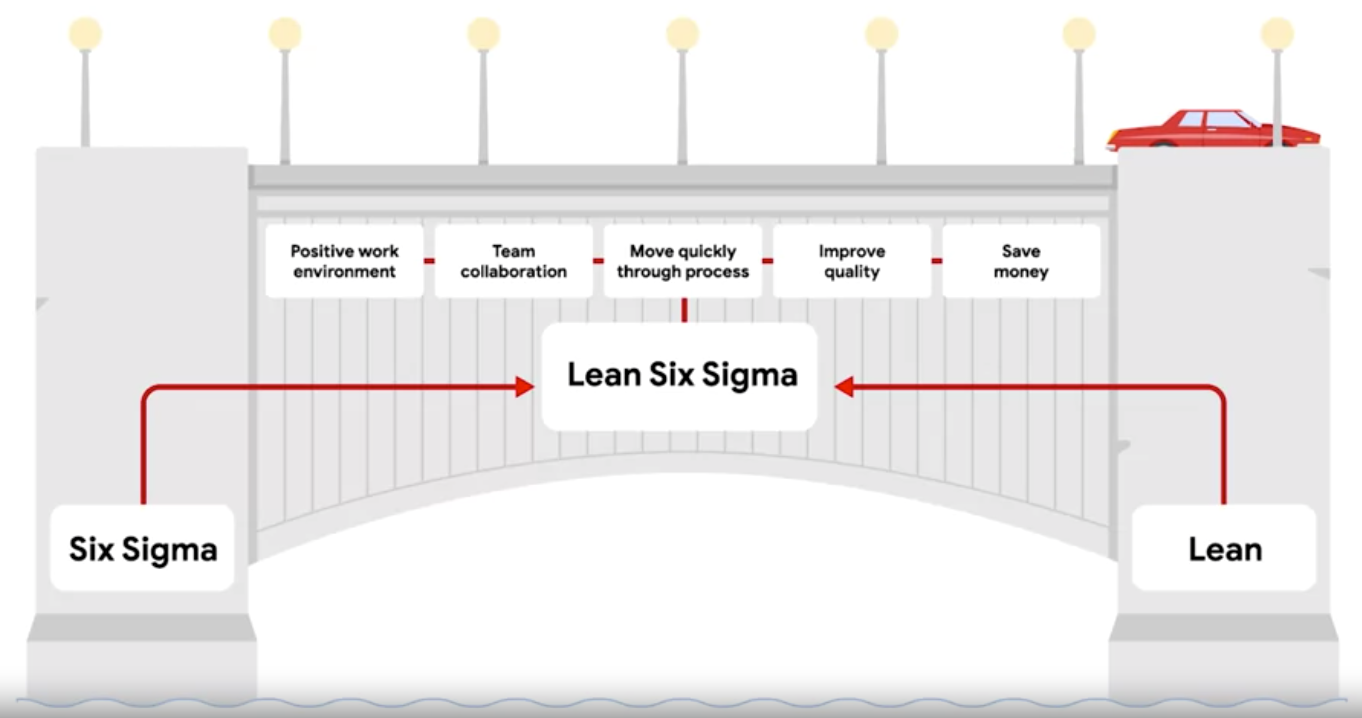 Positive work
environment
Team
collaboration
Move quickly
through process
Improve
quality
Save
money
Lean Six Sigma
Six Sigma
Lean